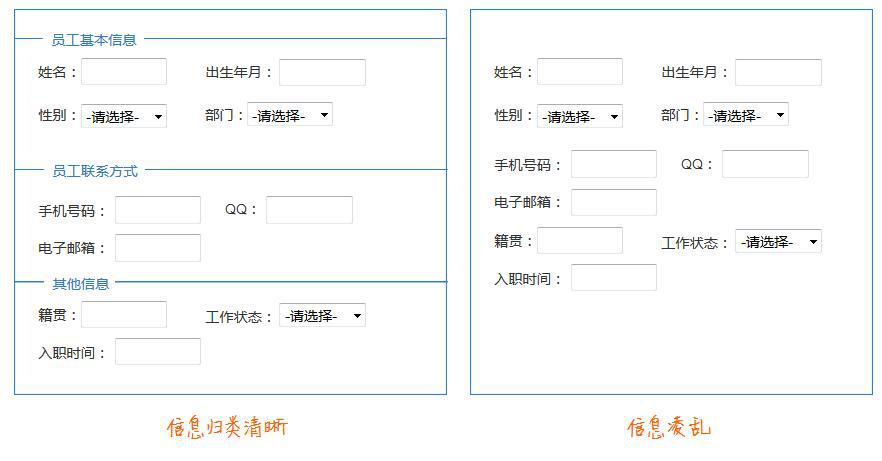 员工基本信息
姓名： 出生年月：
性别： -请选择- 部门： -请选择-
员工联系方式
手机号码： QQ：
电子邮箱：
其他信息
籍贯： 工作状态： -请选择-
入职时间：
信息归类清晰
姓名： 出生年月：
性别： -请选择- 部门： -请选择-
手机号码： QQ：
电子邮箱：
籍贯： 工作状态： -请选择-
入职时间：
信息凌乱